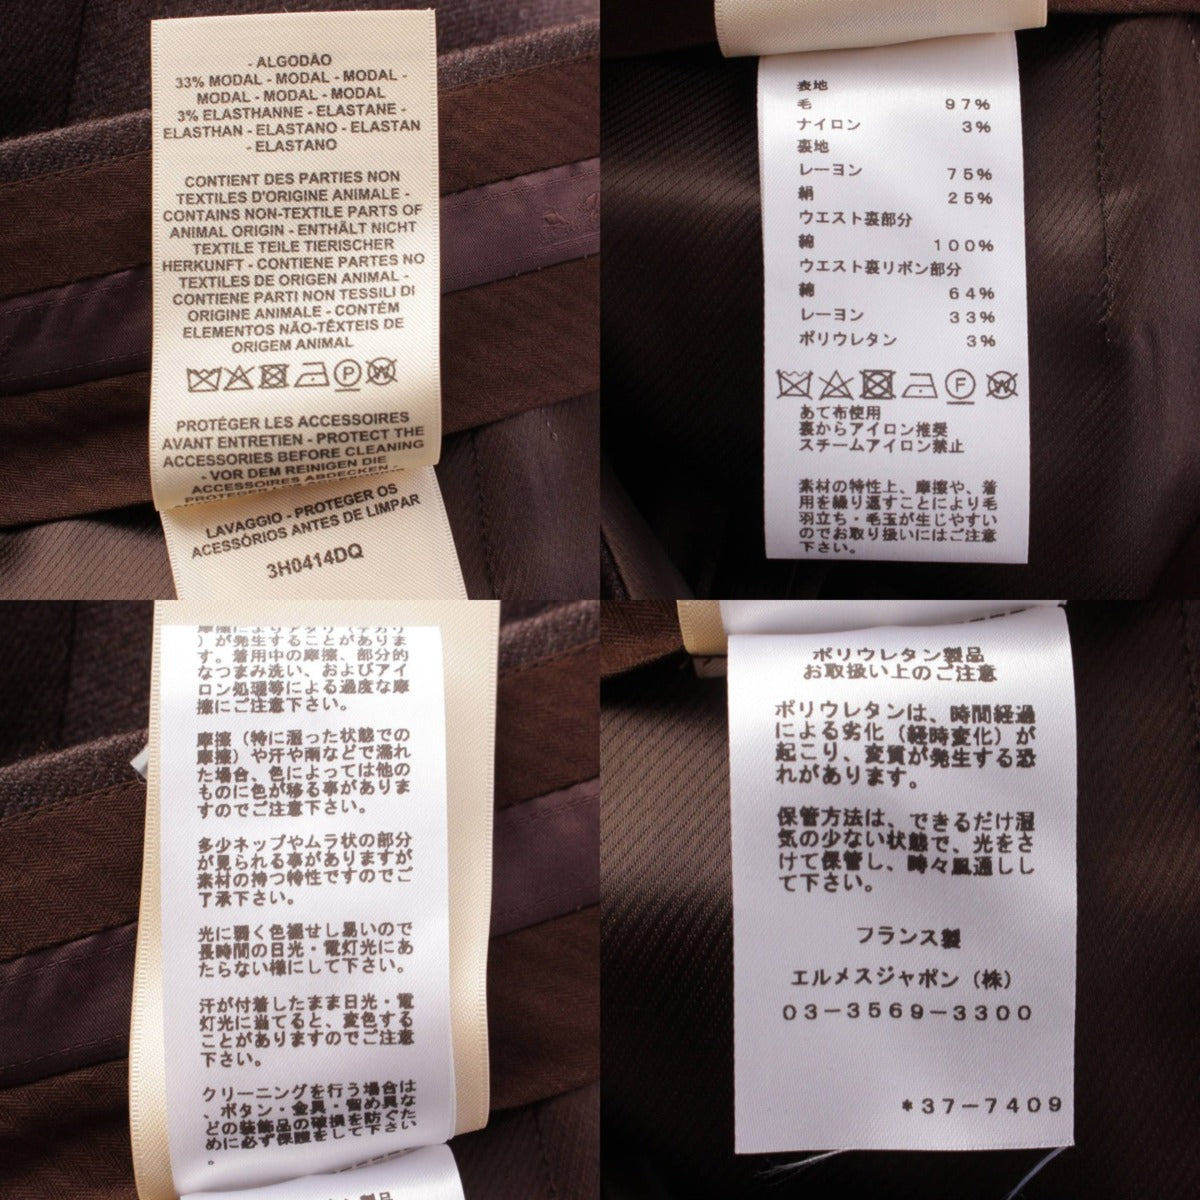 - ALGODÃO
33% MODAL - MODAL - MODAL -
MODAL - MODAL - MODAL
3% ELASTHANNE - ELASTANE -
ELASTHAN - ELASTANO - ELASTAN
- ELASTANO
CONTIENT DES PARTIES NON
TEXTILES D'ORIGINE ANIMALE -
CONTAINS NON-TEXTILE PARTS OF
ANIMAL ORIGIN - ENTHÄLT NICHT
TEXTILE TEILE TIERISCHER
HERKUNFT - CONTIENE PARTES NO
TEXTILES DE ORIGEN ANIMAL -
CONTIENE PARTI NON TESSILI DI
ORIGINE ANIMALE - CONTÉM
ELEMENTOS NÃO-TÊXTEIS DE
ORIGEM ANIMAL
P W
PROTÉGER LES ACCESSOIRES
AVANT ENTRETIEN - PROTECT THE
ACCESSORIES BEFORE CLEANING
- VOR DEM REINIGEN DIE
ACCESSOIRES ABDECKEN -
LAVAGGIO - PROTEGER OS
ACESSÓRIOS ANTES DE LIMPAR
3H0414DQ
表地
毛 97%
ナイロン 3%
裏地
レーヨン 75%
絹 25%
ウエスト裏部分
綿 100%
ウエスト裏リボン部分
綿 64%
レーヨン 33%
ポリウレタン 3%
F W
あて布使用
裏からアイロン推奨
スチームアイロン禁止
素材の特性上、摩擦や、着
用を繰り返すことにより毛
羽立ち・毛玉が生じやすい
のでお取り扱いにはご注意
下さい。
摩擦によりアタリ（テカリ
）が発生することがありま
す。着用中の摩擦、部分的
なつまみ洗い、およびアイ
ロン処理等による過度な摩
擦にご注意下さい。
摩擦（特に湿った状態での
摩擦）や汗や雨などで濡れ
た場合、色によっては他の
ものに色が移る事がありま
すのでご注意下さい。
多少ネップやムラ状の部分
が見られる事がありますが
素材の持つ特性ですのでご
了承下さい。
光に弱く色褪せし易いので
長時間の日光・電灯光にあ
たらない様にして下さい。
汗が付着したまま日光・電
灯光に当てると、変色する
ことがありますのでご注意
下さい。
クリーニングを行う場合は
、ボタン・金具・留め具な
どの装飾品の破損を防ぐた
めに必ず保護をして下さい
。
ポリウレタン製品
ポリウレタン製品
お取扱い上のご注意
ポリウレタンは、時間経過
による劣化（経時変化）が
起こり、変質が発生する恐
れがあります。
保管方法は、できるだけ湿
気の少ない状態で、光をさ
けて保管し、時々風通しし
て下さい。
フランス製
エルメスジャポン（株）
03-3569-3300
*37-7409